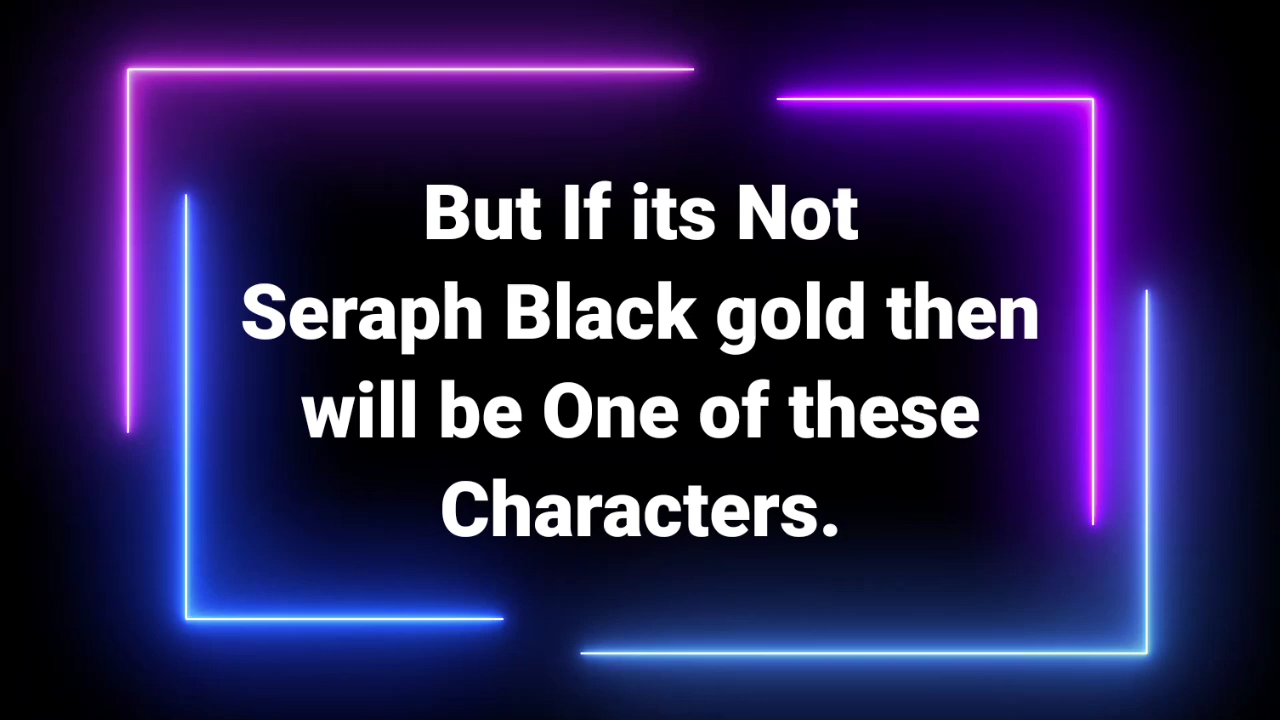 But If its Not
Seraph Black gold then
will be One of these
Characters.